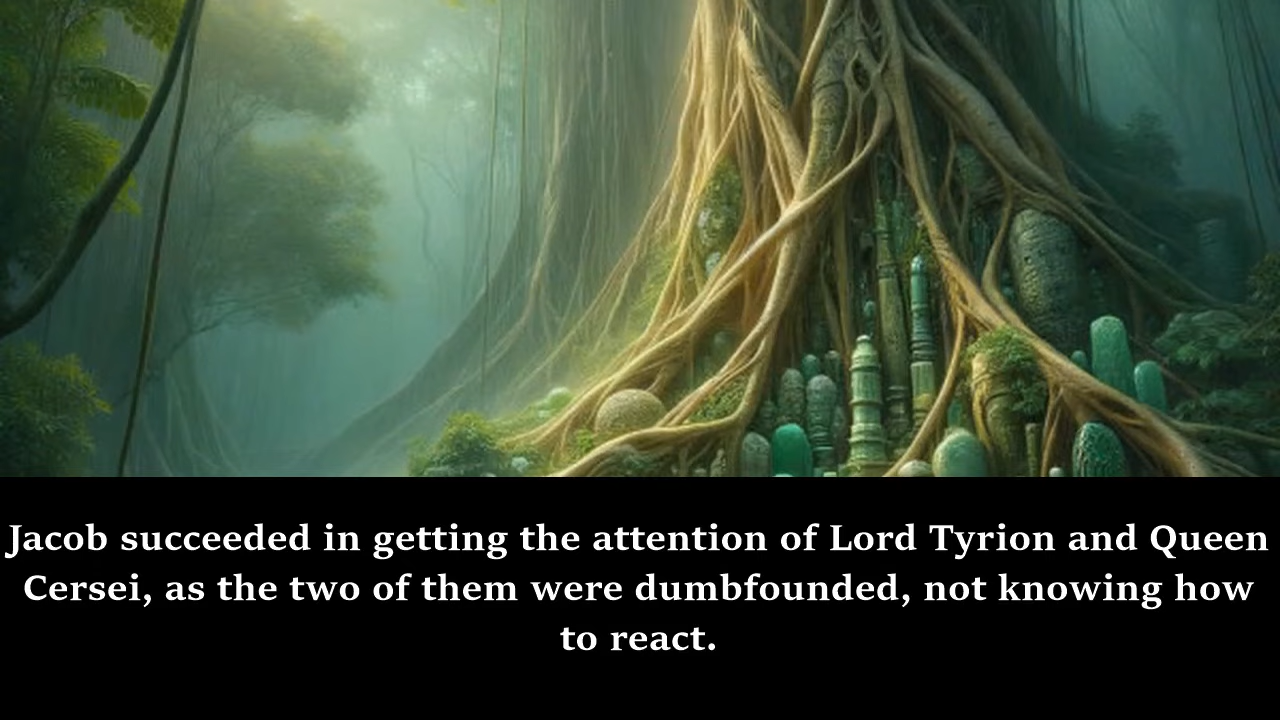 Jacob succeeded in getting the attention of Lord Tyrion and Queen
Cersei, as the two of them were dumbfounded, not knowing how
to react.